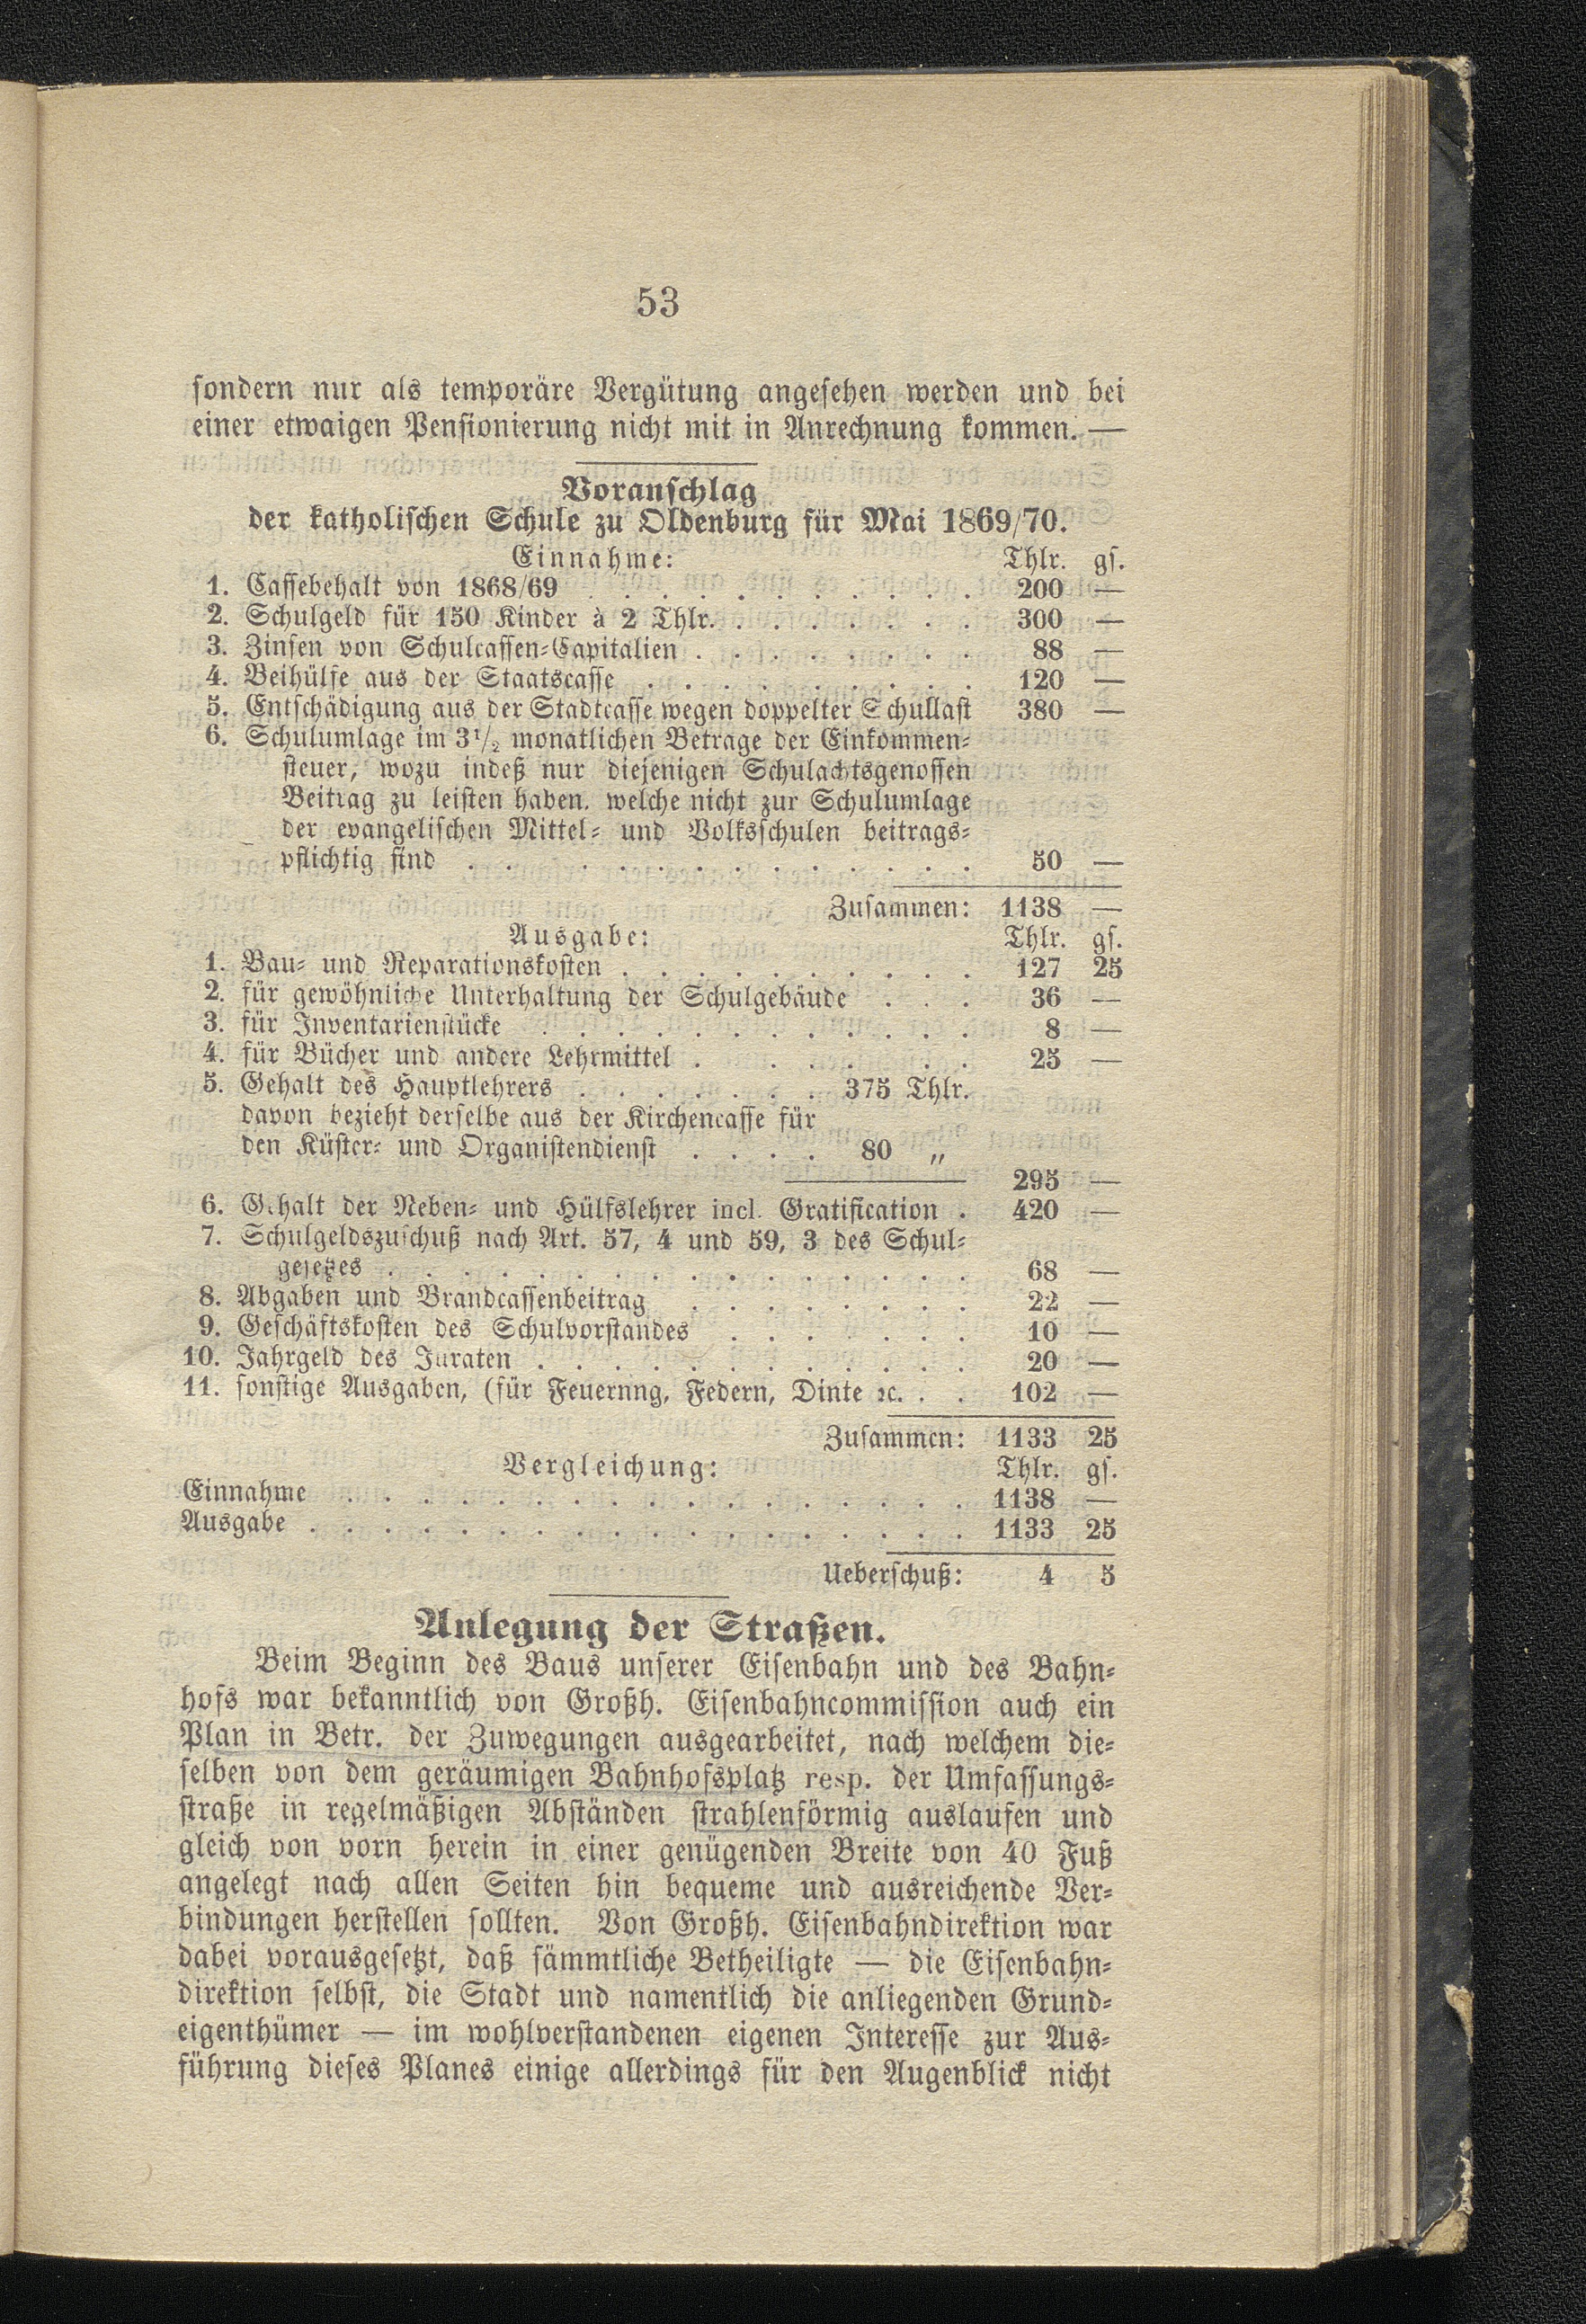 53
sondern nur als temporäre Vergütung angesehen werden und bei
einer etwaigen Pensionierung nicht mit in Anrechnung kommen. —
Voranschlag
der katholischen Schule zu Oldenburg für Mai 1869/70.
Einnahme: Thlr. gs.
1. Cassebehalt von 1868/69 . . . . . . . . . . . 200 —
2. Schulgeld für 150 Kinder à 2 Thlr. . . . . . . . 300 —
3. Zinsen von Schulcassen-Capitalien . . . . . . . . 88 —
4. Beihülfe aus der Staatscasse . . . . . . . . . 120 —
5. Entschädigung aus der Stadtcasse wegen doppelter Schullast 380 —
6. Schulumlage im 3½ monatlichen Betrage der Einkommen-
steuer, wozu indeß nur diejenigen Schulachtsgenossen
Beitrag zu leisten haben. welche nicht zur Schulumlage
der evangelischen Mittel- und Volksschulen beitrags-
pflichtig sind . . . . . . . . . . . . . 50 —
Zusammen: 1138 —
Ausgabe: Thlr. gs.
1. Bau- und Reparationskosten . . . . . . . . . . 127 25
2. für gewöhnliche Unterhaltung der Schulgebäude . . . 36 —
3. für Inventarienstücke . . . . . . . . . . . . 8 —
4. für Bücher und andere Lehrmittel . . . . . . . 25 —
5. Gehalt des Hauptlehrers . . . . . . . 375 Thlr.
davon bezieht derselbe aus der Kirchencasse für
den Küster- und Organistendienst . . . . 80 „
295 —
6. Gehalt der Neben- und Hülfslehrer incl. Gratification . 420 —
7. Schulgeldszuschuß nach Art. 57, 4 und 59, 3 des Schul-
gesetzes . . . . . . . . . . . . . . . . 68 —
8. Abgaben und Brandcassenbeitrag . . . . . . . . 22 —
9. Geschäftskosten des Schulvorstandes . . . . . . . 10 —
10. Jahrgeld des Juraten . . . . . . . . . . . . 20 —
11. sonstige Ausgaben, (für Feuernng, Federn, Dinte ꝛc. . . 102 —
Zusammen: 1133 25
Vergleichung: Thlr. gs.
Einnahme . . . . . . . . . . . . . . . . . 1138 —
Ausgabe . . . . . . . . . . . . . . . . . . 1133 25
Ueberschuß: 4 5
Anlegung der Straßen.
Beim Beginn des Baus unserer Eisenbahn und des Bahn-
hofs war bekanntlich von Großh. Eisenbahncommission auch ein
Plan in Betr. der Zuwegungen ausgearbeitet, nach welchem die-
selben von dem geräumigen Bahnhofsplatz resp. der Umfassungs-
straße in regelmäßigen Abständen strahlenförmig auslaufen und
gleich von vorn herein in einer genügenden Breite von 40 Fuß
angelegt nach allen Seiten hin bequeme und ausreichende Ver-
bindungen herstellen sollten. Von Großh. Eisenbahndirektion war
dabei vorausgesetzt, daß sämmtliche Betheiligte — die Eisenbahn-
direktion selbst, die Stadt und namentlich die anliegenden Grund-
eigenthümer — im wohlverstandenen eigenen Interesse zur Aus-
führung dieses Planes einige allerdings für den Augenblick nicht